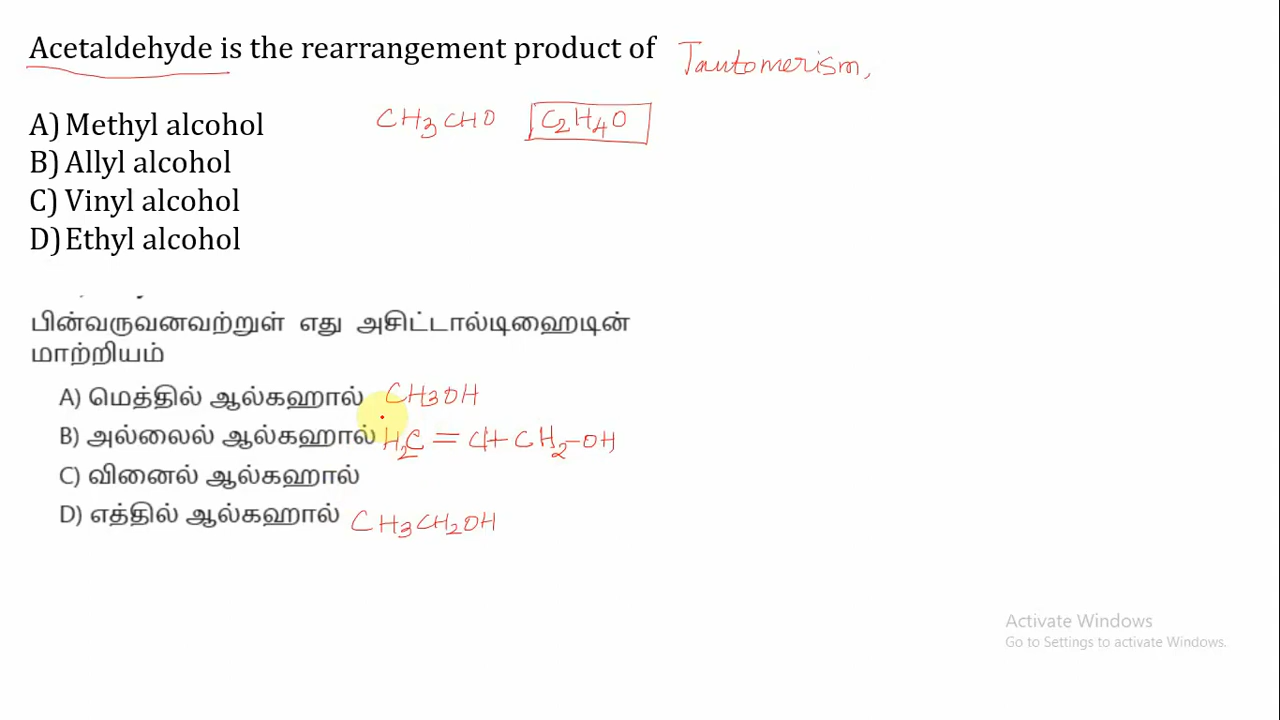 Acetaldehyde is the rearrangement product of Tautomerism,
A) Methyl alcohol CH3CHO C2H4O
B) Allyl alcohol
C) Vinyl alcohol
D) Ethyl alcohol
பின்வருவனவற்றுள் எது அசிட்டால்டிஹைடின்
மாற்றியம்
A) மெத்தில் ஆல்கஹால் CH3OH
B) அல்லைல் ஆல்கஹால் H2C = CH CH2-OH
C) வினைல் ஆல்கஹால்
D) எத்தில் ஆல்கஹால் CH3CH2OH
Activate Windows
Go to Settings to activate Windows.